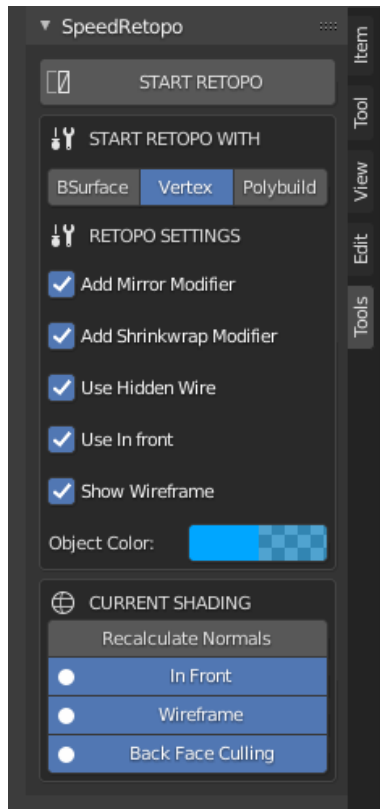 SpeedRetopo
START RETOPO
START RETOPO WITH
BSurface Vertex Polybuild
RETOPO SETTINGS
Add Mirror Modifier
Add Shrinkwrap Modifier
Use Hidden Wire
Use In front
Show Wireframe
Object Color:
CURRENT SHADING
Recalculate Normals
In Front
Wireframe
Back Face Culling
Item
Tool
View
Edit
Tools